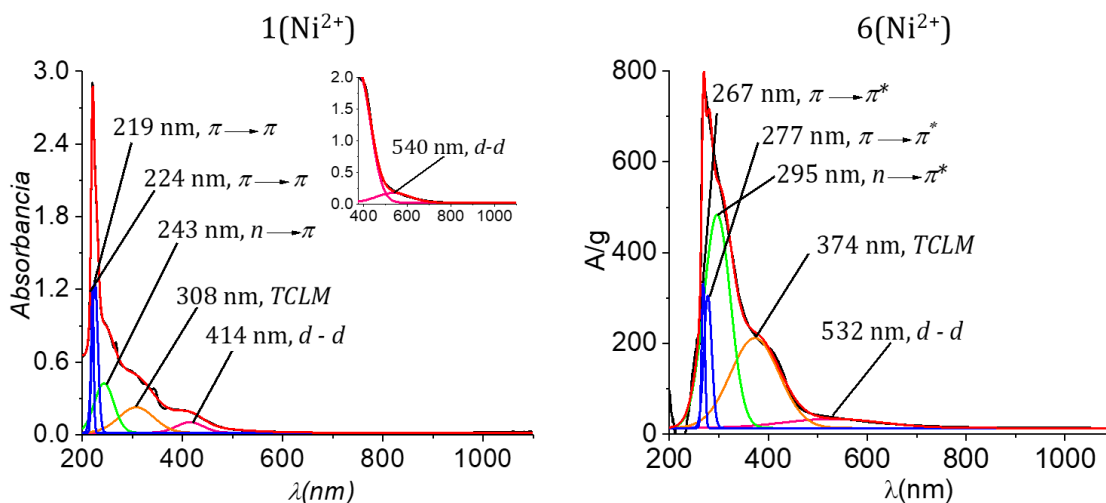 1(Ni²⁺)
3.0
2.4
1.8
1.2
0.6
0.0
Absorbancia
200 400 600 800 1000
λ(nm)
219 nm, π → π
224 nm, π → π
243 nm, n → π
308 nm, TCLM
414 nm, d - d
2.0
1.5
1.0
0.5
0.0
400 600 800 1000
540 nm, d-d
6(Ni²⁺)
800
600
400
200
0
A/g
200 400 600 800 1000
λ(nm)
267 nm, π → π*
277 nm, π → π*
295 nm, n → π*
374 nm, TCLM
532 nm, d - d